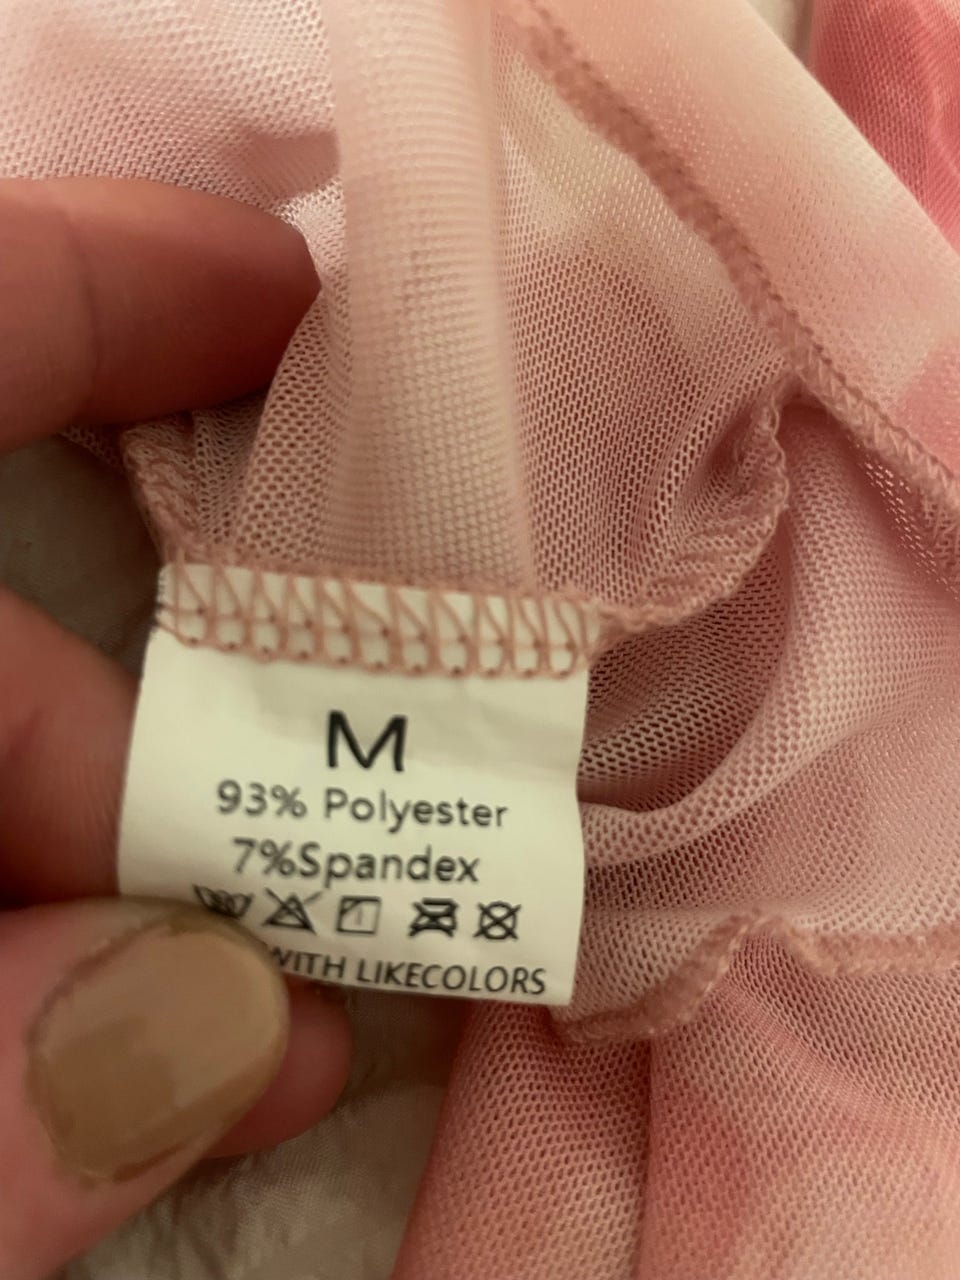 M
93% Polyester
7%Spandex
WITH LIKECOLORS